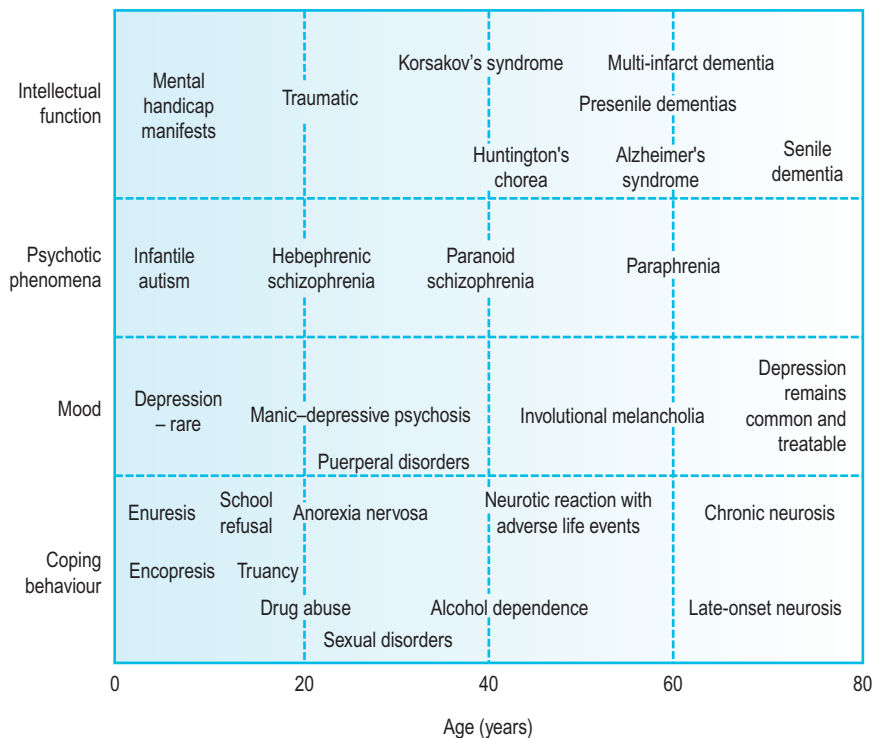 Intellectual
function
Mental
handicap
manifests
Traumatic
Korsakov's syndrome
Multi-infarct dementia
Presenile dementias
Huntington's
chorea
Alzheimer's
syndrome
Senile
dementia
Psychotic
phenomena
Infantile
autism
Hebephrenic
schizophrenia
Paranoid
schizophrenia
Paraphrenia
Mood
Depression
– rare
Manic–depressive psychosis
Puerperal disorders
Involutional melancholia
Depression
remains
common and
treatable
Coping
behaviour
Enuresis
School
refusal
Anorexia nervosa
Neurotic reaction with
adverse life events
Chronic neurosis
Encopresis
Truancy
Drug abuse
Alcohol dependence
Late-onset neurosis
Sexual disorders
0 20 40 60 80
Age (years)